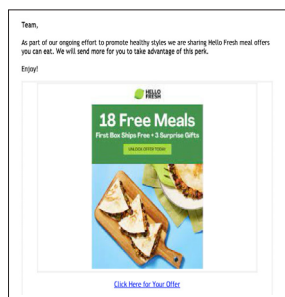 Team,
As part of our ongoing effort to promote healthy styles we are sharing Hello Fresh meal offers
you can eat. We will send more for you to take advantage of this perk.
Enjoy!
HELLO
FRESH
18 Free Meals
First Box Ships Free + 3 Surprise Gifts
UNLOCK OFFER TODAY
Click Here for Your Offer